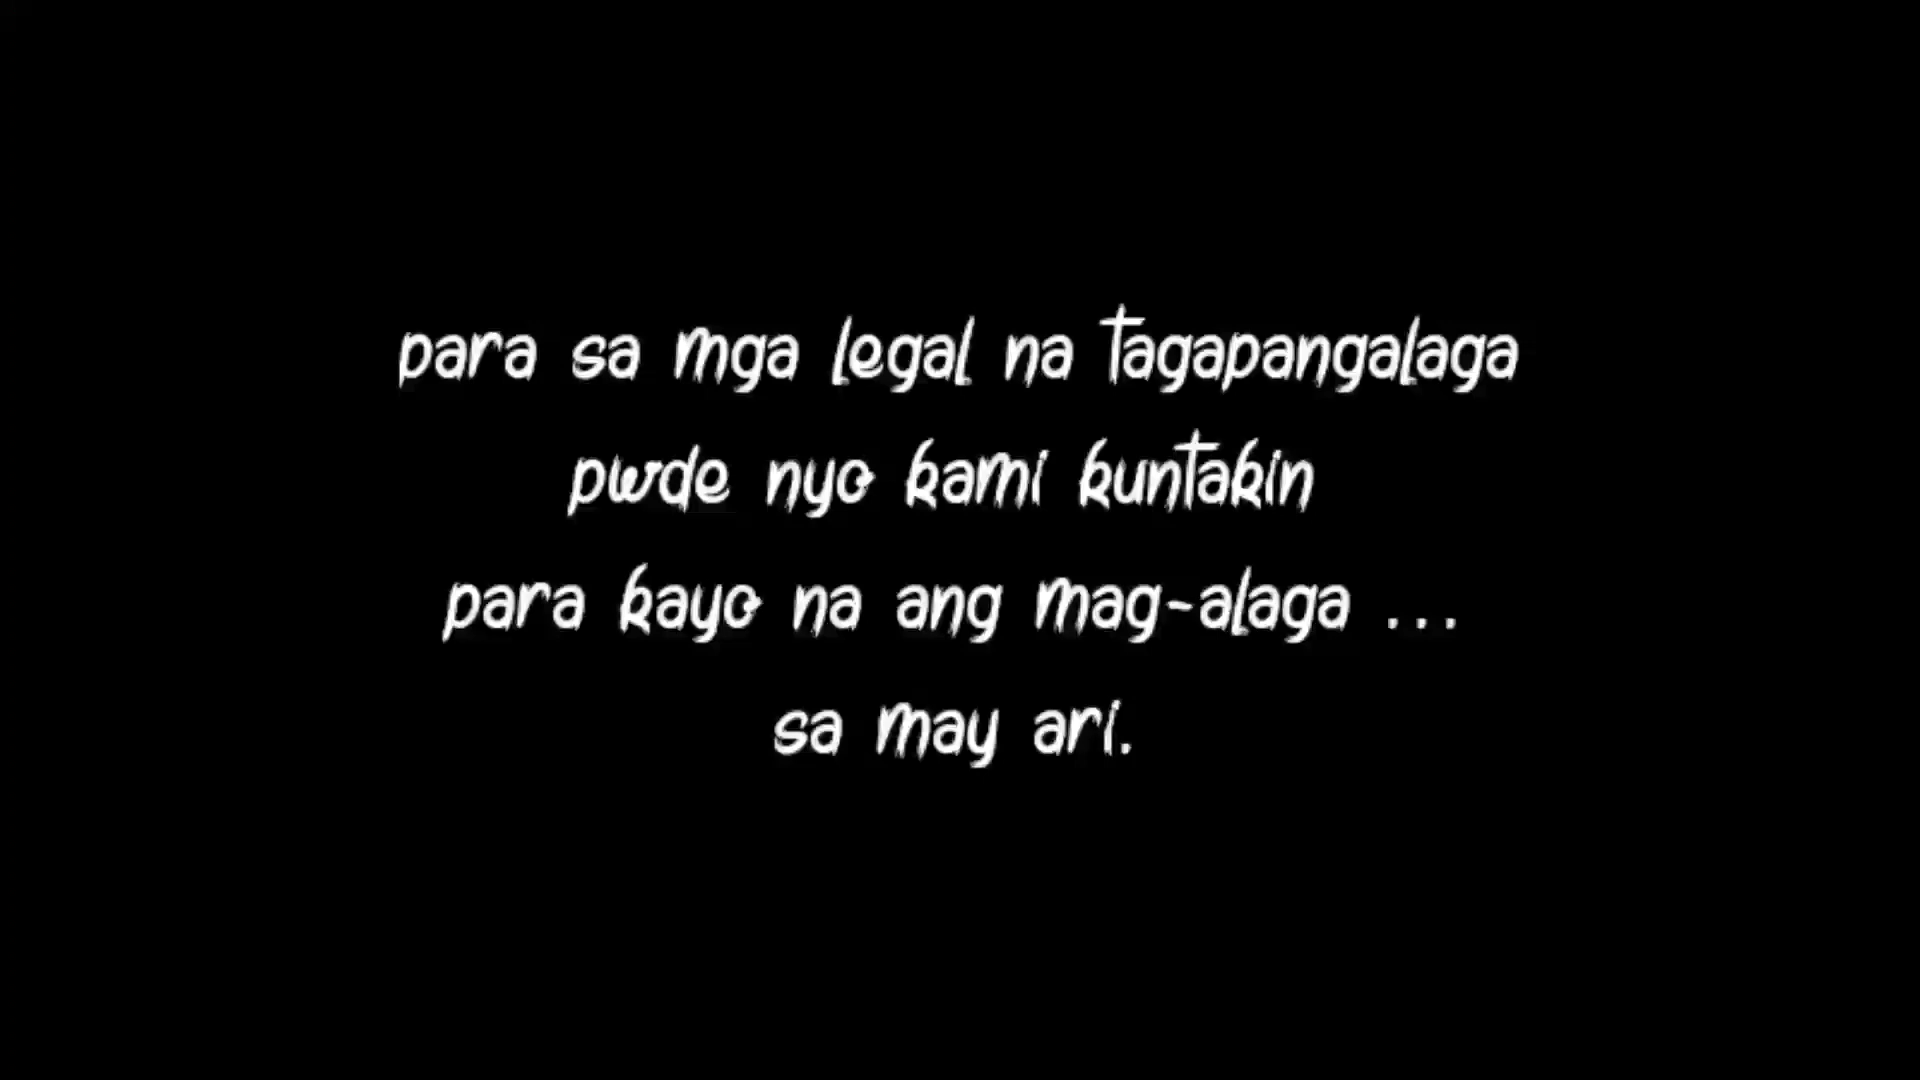 para sa mga legal na tagapangalaga
pwde nyo kami kuntakin
para kayo na ang mag-alaga ...
sa may ari.